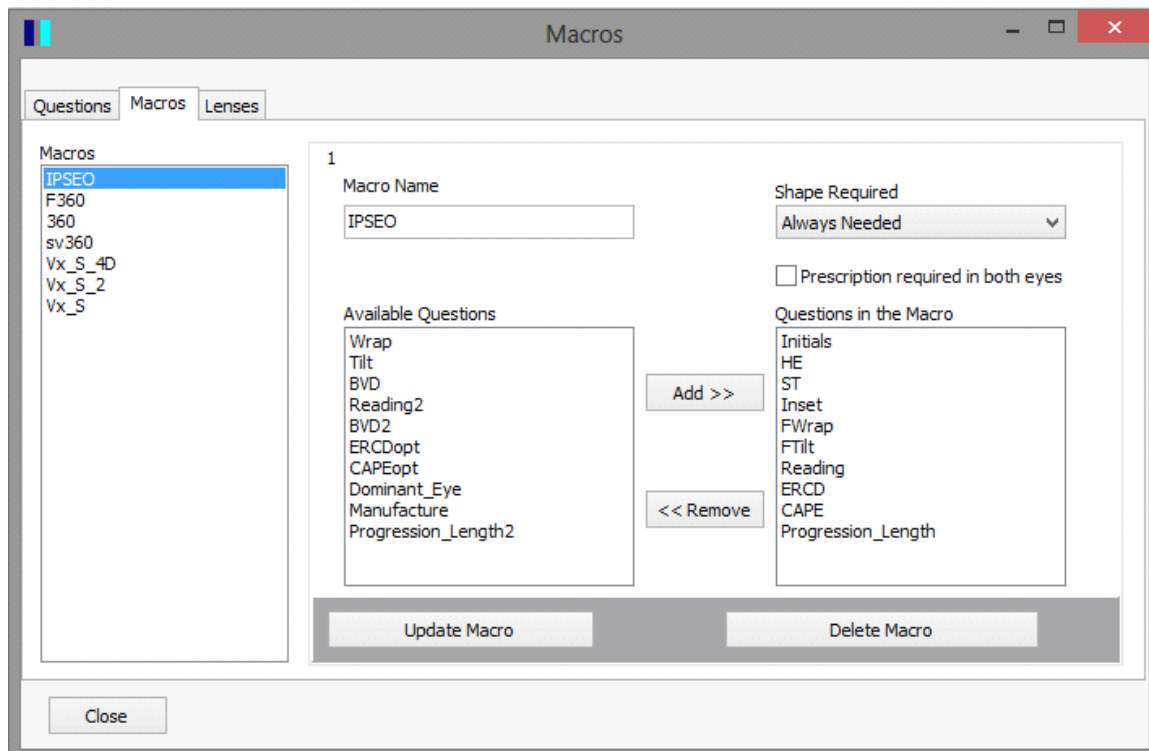 Macros
Questions
Macros
Lenses
Macros
IPSEO
F360
360
sv360
Vx_S_4D
Vx_S_2
Vx_S
1
Macro Name
IPSEO
Shape Required
Always Needed
Prescription required in both eyes
Available Questions
Wrap
Tilt
BVD
Reading2
BVD2
ERCDopt
CAPEopt
Dominant_Eye
Manufacture
Progression_Length2
Add >>
<< Remove
Questions in the Macro
Initials
HE
ST
Inset
FWrap
FTilt
Reading
ERCD
CAPE
Progression_Length
Update Macro
Delete Macro
Close